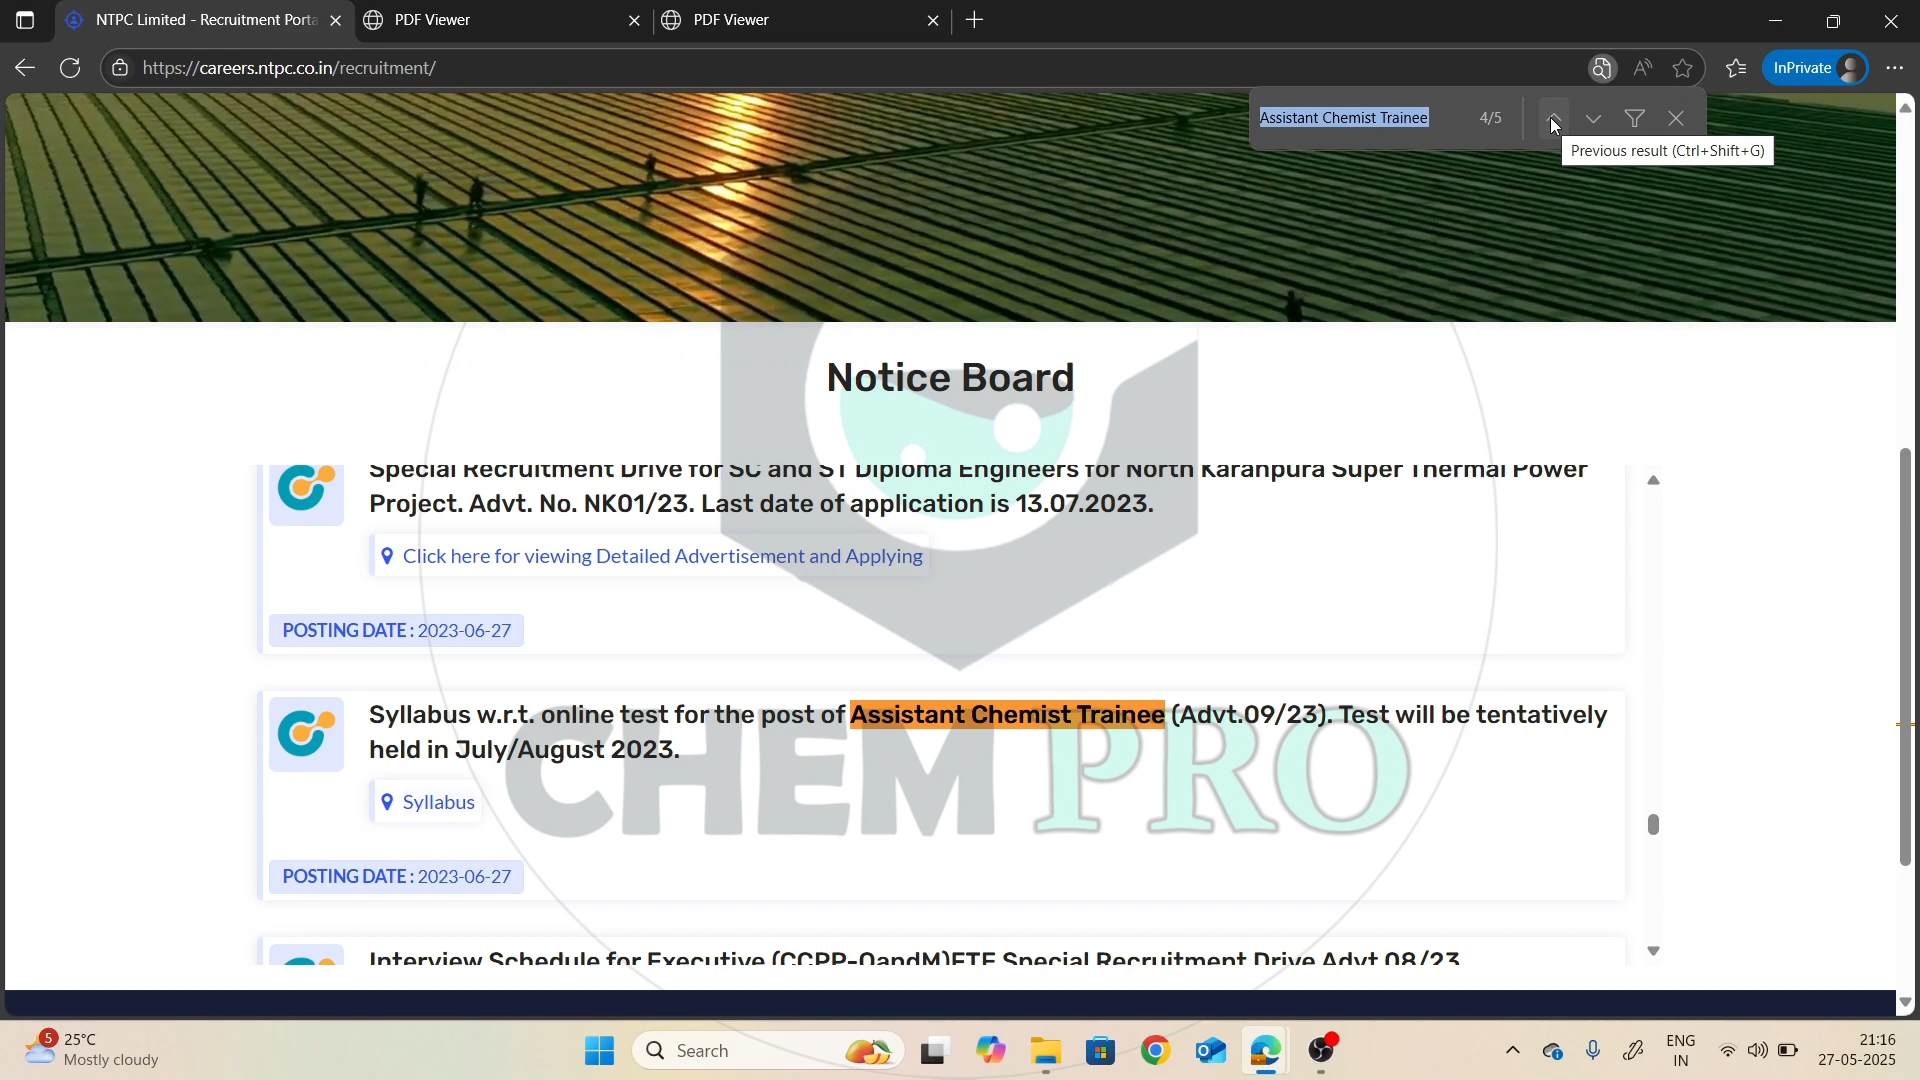 NTPC Limited - Recruitment Porta
PDF Viewer
PDF Viewer
https://careers.ntpc.co.in/recruitment/
InPrivate
Assistant Chemist Trainee
4/5
Previous result (Ctrl+Shift+G)
Notice Board
Special Recruitment Drive for SC and ST Diploma Engineers for North Karanpura Super Thermal Power
Project. Advt. No. NK01/23. Last date of application is 13.07.2023.
Click here for viewing Detailed Advertisement and Applying
POSTING DATE : 2023-06-27
Syllabus w.r.t. online test for the post of Assistant Chemist Trainee (Advt.09/23). Test will be tentatively
held in July/August 2023.
Syllabus
CHEM PRO
POSTING DATE : 2023-06-27
Interview Schedule for Executive (CCPP-OandM)FTE Special Recruitment Drive Advt 08/23
5
25°C
Mostly cloudy
Search
ENG
IN
21:16
27-05-2025